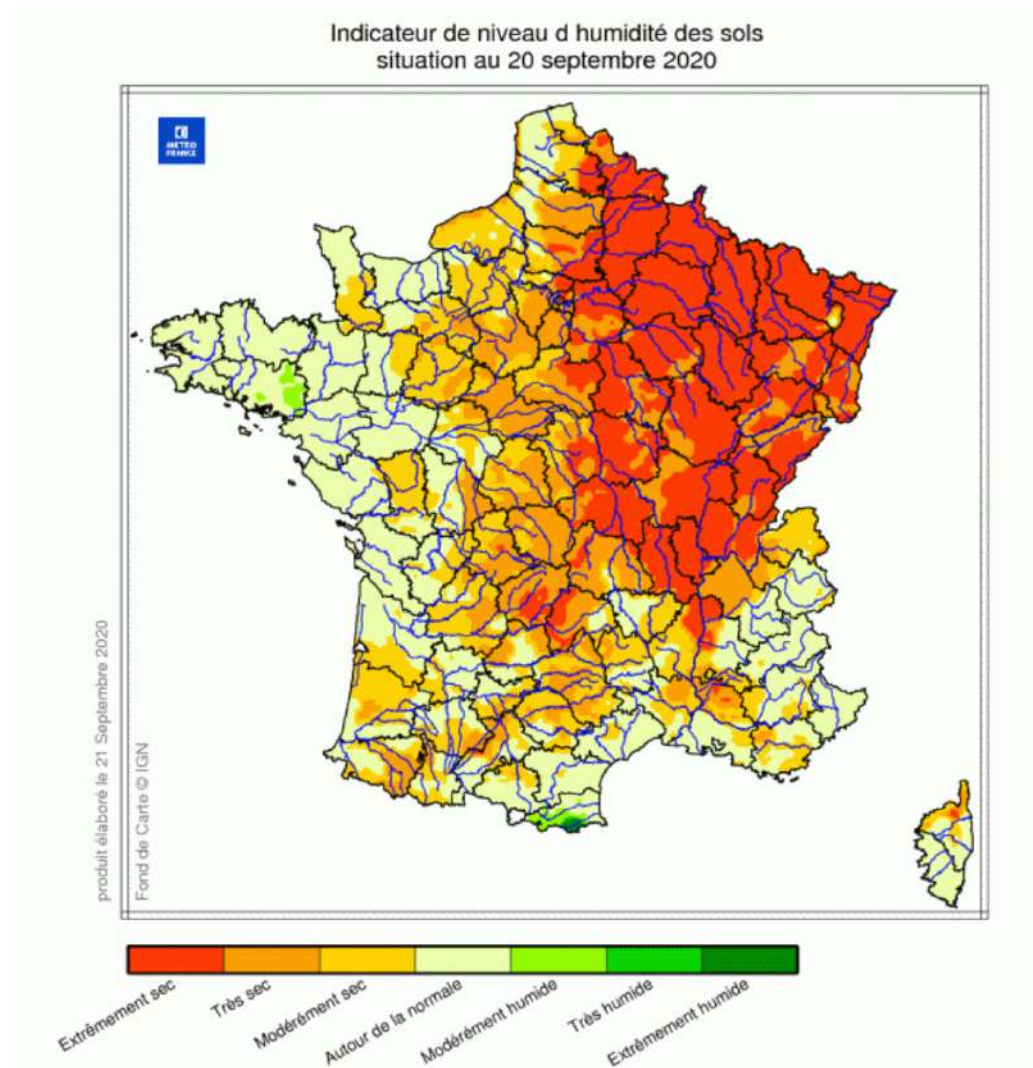 Indicateur de niveau d humidité des sols
situation au 20 septembre 2020
METEO
FRANCE
produit élaboré le 21 Septembre 2020
Fond de Carte © IGN
Extrêmement sec
Très sec
Modérément sec
Autour de la normale
Modérément humide
Très humide
Extrêmement humide